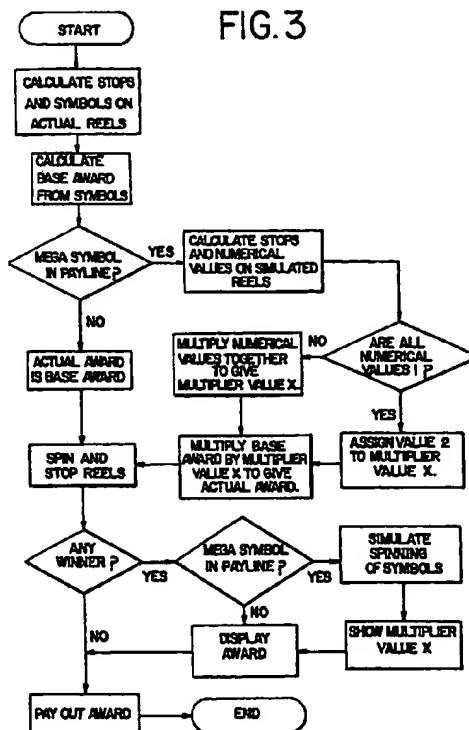 FIG. 3
START
CALCULATE STOPS
AND SYMBOLS ON
ACTUAL REELS
CALCULATE
BASE AWARD
FROM SYMBOLS
MEGA SYMBOL
IN PAYLINE?
YES
CALCULATE STOPS
AND NUMERICAL
VALUES ON SIMULATED
REELS
NO
ARE ALL
NUMERICAL
VALUES 1?
NO
MULTIPLY NUMERICAL
VALUES TOGETHER
TO GIVE
MULTIPLIER VALUE X.
YES
ACTUAL AWARD
IS BASE AWARD
ASSIGN VALUE 2
TO MULTIPLIER
VALUE X.
MULTIPLY BASE
AWARD BY MULTIPLIER
VALUE X TO GIVE
ACTUAL AWARD.
SPIN AND
STOP REELS
ANY
WINNER?
YES
MEGA SYMBOL
IN PAYLINE?
YES
SIMULATE
SPINNING
OF SYMBOLS
NO
NO
SHOW MULTIPLIER
VALUE X
DISPLAY
AWARD
PAY OUT AWARD
END